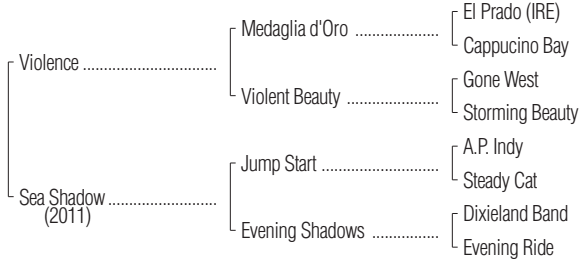 El Prado (IRE)
Medaglia d'Oro ..................
Cappucino Bay
Violence .............................
Gone West
Violent Beauty ...................
Storming Beauty
A.P. Indy
Jump Start .........................
Steady Cat
Sea Shadow .......................
(2011)
Dixieland Band
Evening Shadows ..............
Evening Ride